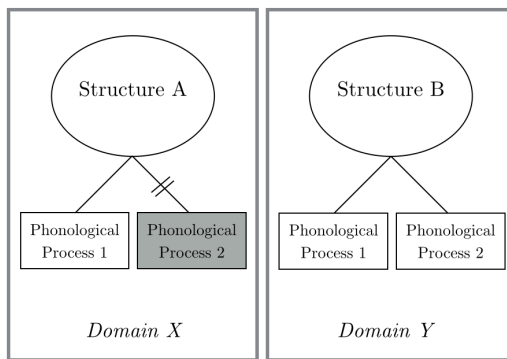 Structure A
Phonological
Process 1
Phonological
Process 2
Domain X
Structure B
Phonological
Process 1
Phonological
Process 2
Domain Y